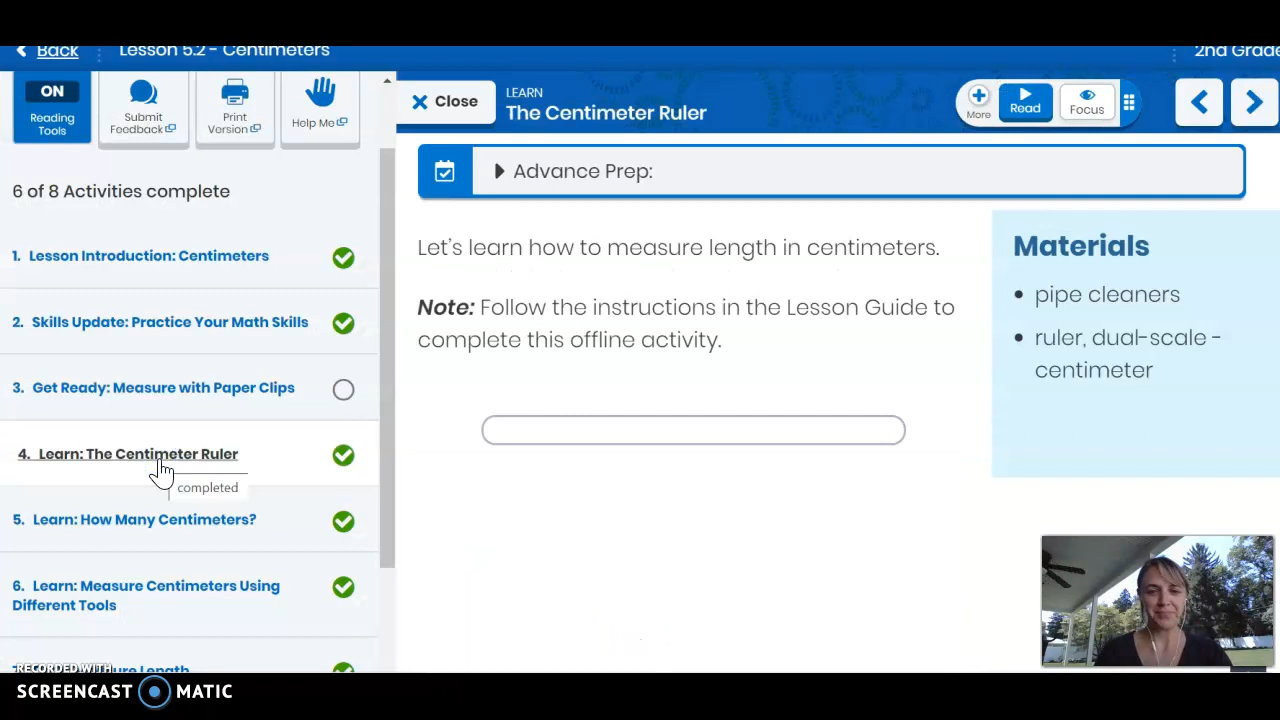 Back
Lesson 5.2 - Centimeters
2nd Grade
ON
Reading
Tools
Submit
Feedback
Print
Version
Help Me
Close
LEARN
The Centimeter Ruler
More
Read
Focus
6 of 8 Activities complete
1. Lesson Introduction: Centimeters
2. Skills Update: Practice Your Math Skills
3. Get Ready: Measure with Paper Clips
4. Learn: The Centimeter Ruler
completed
5. Learn: How Many Centimeters?
6. Learn: Measure Centimeters Using
Different Tools
Length
Advance Prep:
Let's learn how to measure length in centimeters.
Note: Follow the instructions in the Lesson Guide to
complete this offline activity.
Materials
• pipe cleaners
• ruler, dual-scale -
centimeter
RECORDED WITH
SCREENCAST MATIC